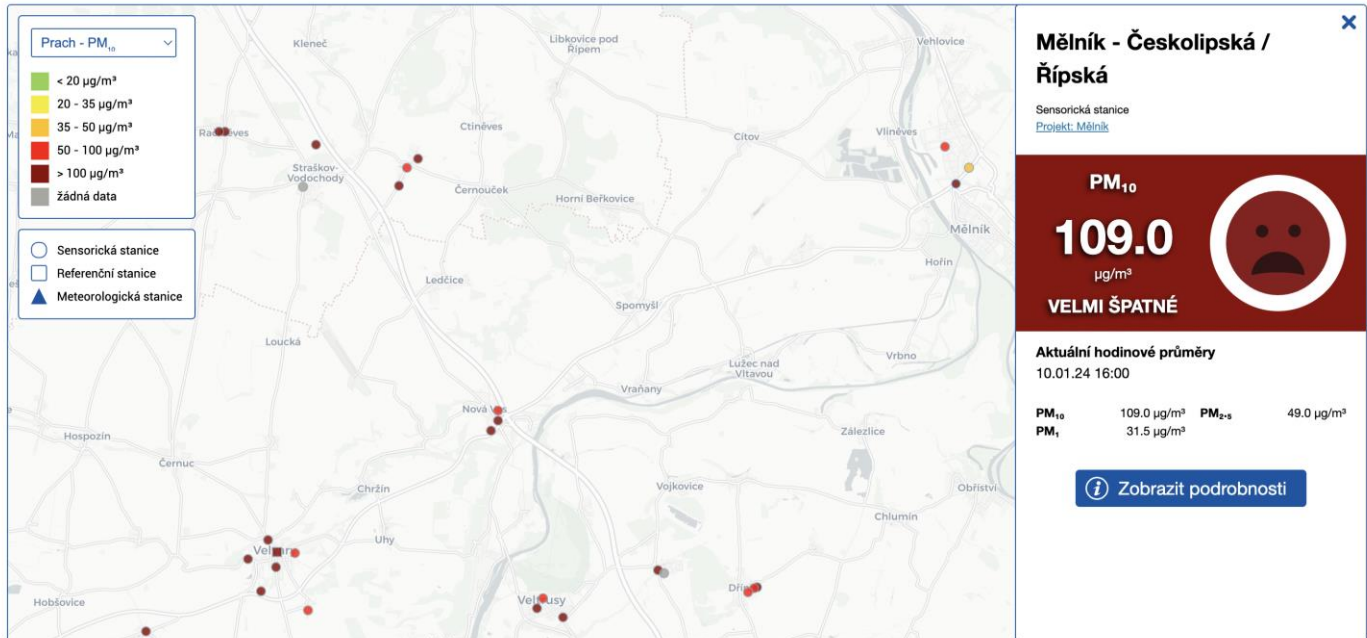 Prach - PM₁₀
< 20 µg/m³
20 - 35 µg/m³
35 - 50 µg/m³
50 - 100 µg/m³
> 100 µg/m³
žádná data
Sensorická stanice
Referenční stanice
Meteorologická stanice
Kleneč
Libkovice pod
Řípem
Vehlovice
Ctiněves
Cítov
Vliněves
Straškov-
Vodochody
Černouček
Horní Beřkovice
Mělník
Hořín
Ledčice
Spomyšl
Loucká
Lužec nad
Vltavou
Vrbno
Vraňany
Nová
Hospozín
Černuc
Zálezlice
Chržín
Vojkovice
Obříství
Chlumín
Uhy
Hobšovice
Mělník - Českolipská /
Řípská
Sensorická stanice
Projekt: Mělník
PM₁₀
109.0
µg/m³
VELMI ŠPATNÉ
Aktuální hodinové průměry
10.01.24 16:00
PM₁₀ 109.0 µg/m³ PM₂.₅ 49.0 µg/m³
PM₁ 31.5 µg/m³
Zobrazit podrobnosti